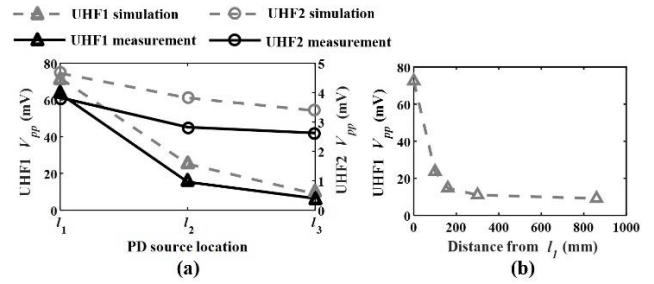 UHF1 simulation
UHF2 simulation
UHF1 measurement
UHF2 measurement
80
60
40
20
0
UHF1 Vpp (mV)
5
4
3
2
1
0
UHF2 Vpp (mV)
l1
l2
l3
PD source location
(a)
80
60
40
20
0
UHF1 Vpp (mV)
0
200
400
600
800
1000
Distance from l1 (mm)
(b)